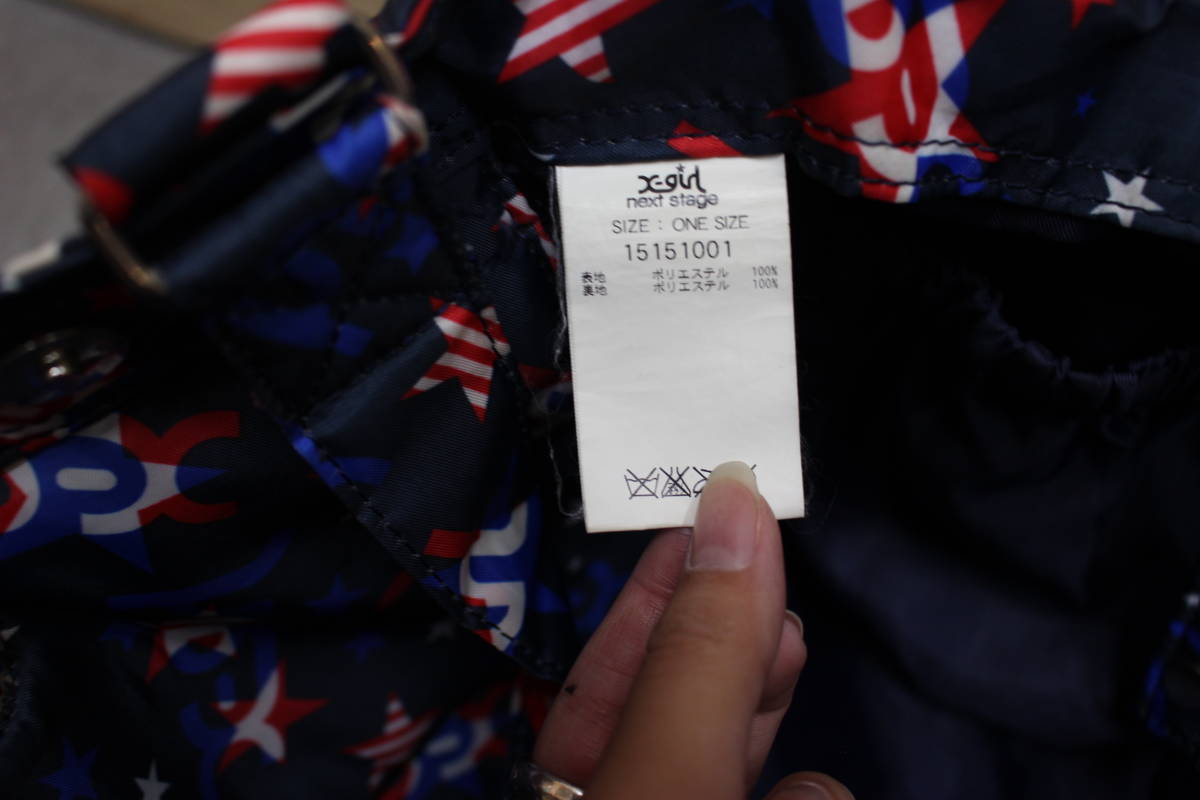 X-girl
next stage
SIZE : ONE SIZE
15151001
表地 ポリエステル 100%
裏地 ポリエステル 100%